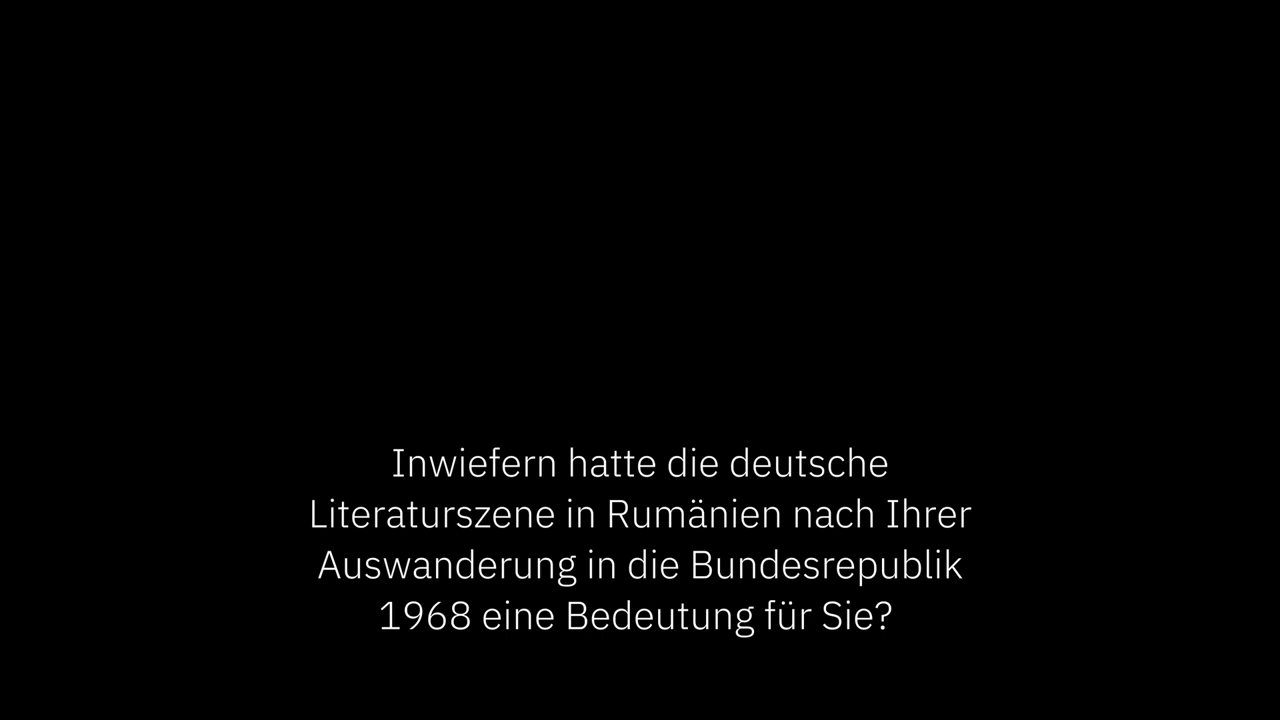 Inwiefern hatte die deutsche
Literaturszene in Rumänien nach Ihrer
Auswanderung in die Bundesrepublik
1968 eine Bedeutung für Sie?